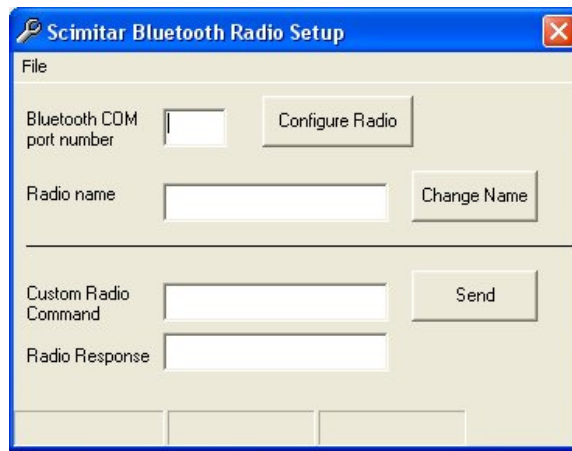 Scimitar Bluetooth Radio Setup
File
Bluetooth COM
port number
Configure Radio
Radio name
Change Name
Custom Radio
Command
Send
Radio Response